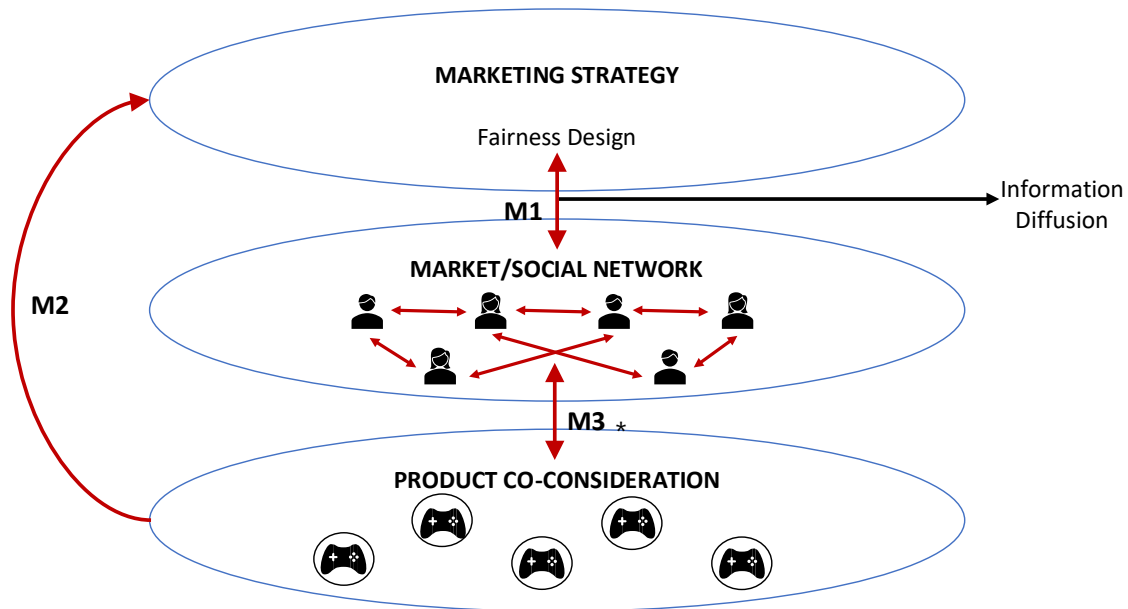 MARKETING STRATEGY
Fairness Design
Information
Diffusion
M1
MARKET/SOCIAL NETWORK
M2
M3 *
PRODUCT CO-CONSIDERATION